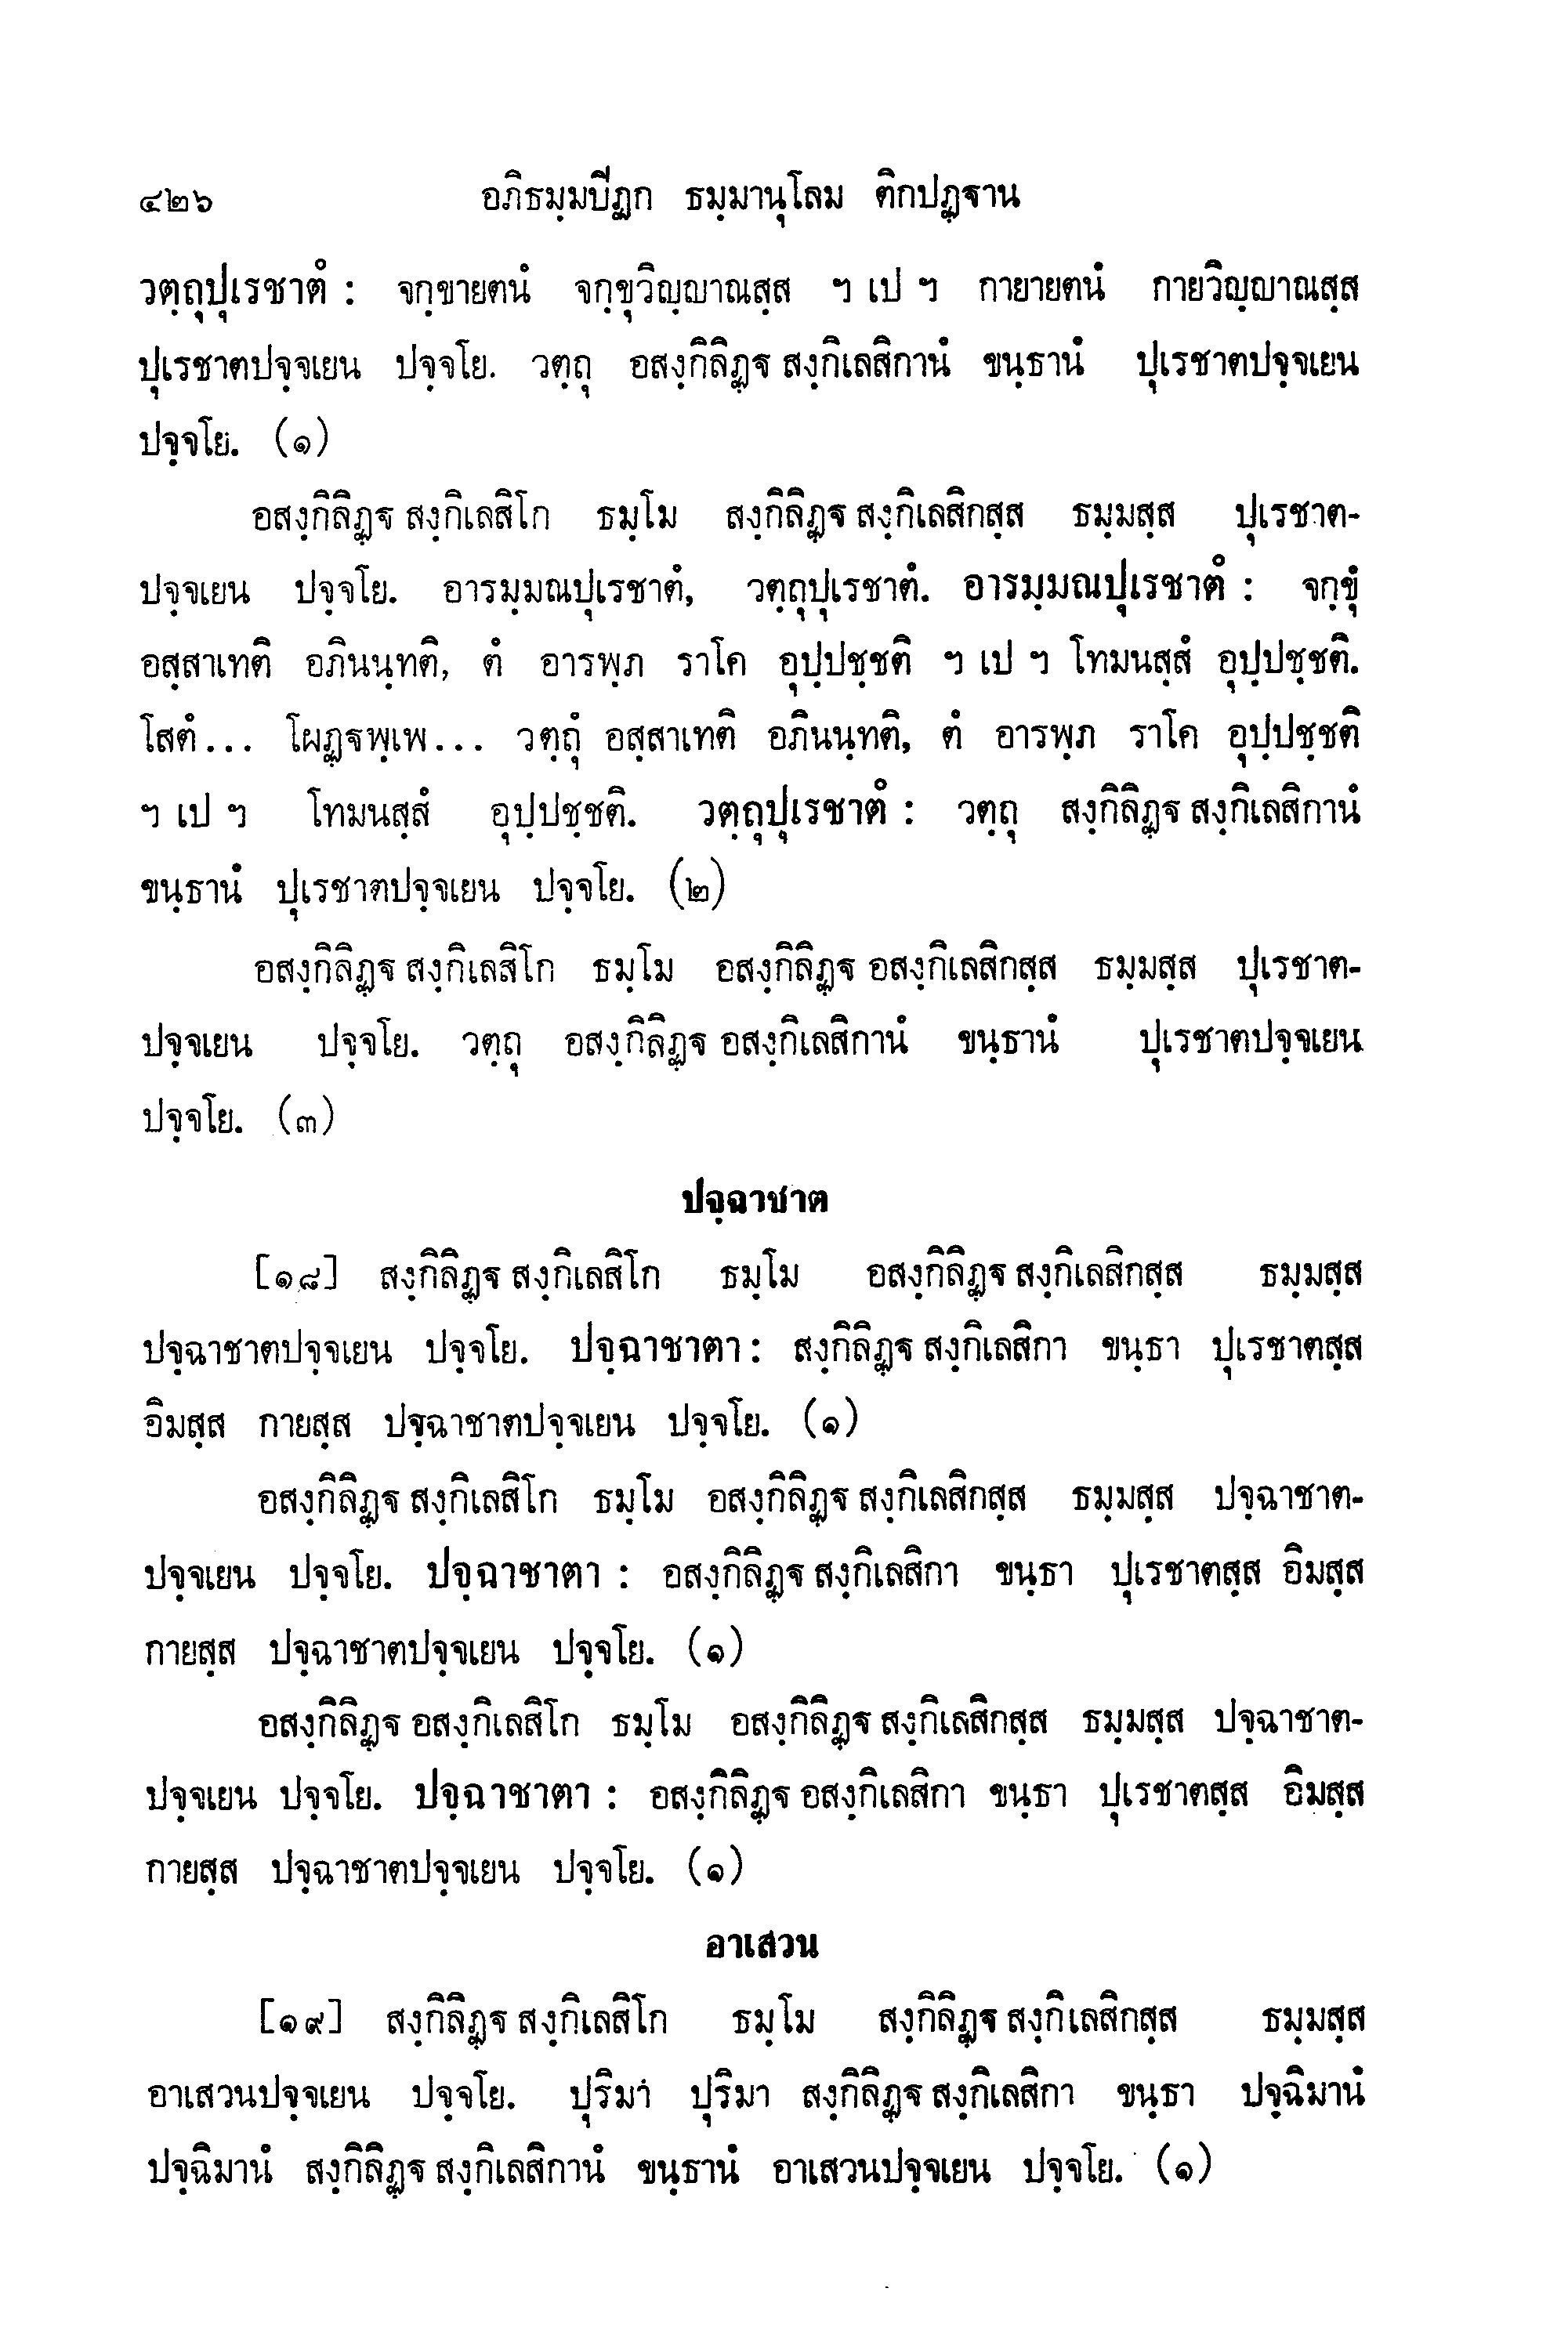 ๔๒๖ อภิธมฺมปิฏก ธมฺมานุโลม ติกปฏฺฐาน
วตฺถุปุเรชาตํ : จกฺขายตนํ จกฺขุวิญฺญาณสฺส ฯ เป ฯ กายายตนํ กายวิญฺญาณสฺส
ปุเรชาตปจฺจเยน ปจฺจโย. วตฺถุ อสงฺกิลิฏฺฐ สงฺกิเลสิกานํ ขนฺธานํ ปุเรชาตปจฺจเยน
ปจฺจโย. (๑)
อสงฺกิลิฏฺฐ สงฺกิเลสิโก ธมฺโม สงฺกิลิฏฺฐ สงฺกิเลสิกสฺส ธมฺมสฺส ปุเรชาต-
ปจฺจเยน ปจฺจโย. อารมฺมณปุเรชาตํ, วตฺถุปุเรชาตํ. อารมฺมณปุเรชาตํ : จกฺขุํ
อสฺสาเทติ อภินนฺทติ, ตํ อารพฺภ ราโค อุปฺปชฺชติ ฯ เป ฯ โทมนสฺสํ อุปฺปชฺชติ.
โสตํ... โผฏฺฐพฺเพ... วตฺถุํ อสฺสาเทติ อภินนฺทติ, ตํ อารพฺภ ราโค อุปฺปชฺชติ
ฯ เป ฯ โทมนสฺสํ อุปฺปชฺชติ. วตฺถุปุเรชาตํ : วตฺถุ สงฺกิลิฏฺฐ สงฺกิเลสิกานํ
ขนฺธานํ ปุเรชาตปจฺจเยน ปจฺจโย. (๒)
อสงฺกิลิฏฺฐ สงฺกิเลสิโก ธมฺโม อสงฺกิลิฏฺฐ อสงฺกิเลสิกสฺส ธมฺมสฺส ปุเรชาต-
ปจฺจเยน ปจฺจโย. วตฺถุ อสงฺกิลิฏฺฐ อสงฺกิเลสิกานํ ขนฺธานํ ปุเรชาตปจฺจเยน
ปจฺจโย. (๓)
ปจฺฉาชาต
[๑๘] สงฺกิลิฏฺฐ สงฺกิเลสิโก ธมฺโม อสงฺกิลิฏฺฐ สงฺกิเลสิกสฺส ธมฺมสฺส
ปจฺฉาชาตปจฺจเยน ปจฺจโย. ปจฺฉาชาตา : สงฺกิลิฏฺฐ สงฺกิเลสิกา ขนฺธา ปุเรชาตสฺส
อิมสฺส กายสฺส ปจฺฉาชาตปจฺจเยน ปจฺจโย. (๑)
อสงฺกิลิฏฺฐ สงฺกิเลสิโก ธมฺโม อสงฺกิลิฏฺฐ สงฺกิเลสิกสฺส ธมฺมสฺส ปจฺฉาชาต-
ปจฺจเยน ปจฺจโย. ปจฺฉาชาตา : อสงฺกิลิฏฺฐ สงฺกิเลสิกา ขนฺธา ปุเรชาตสฺส อิมสฺส
กายสฺส ปจฺฉาชาตปจฺจเยน ปจฺจโย. (๑)
อสงฺกิลิฏฺฐ อสงฺกิเลสิโก ธมฺโม อสงฺกิลิฏฺฐ สงฺกิเลสิกสฺส ธมฺมสฺส ปจฺฉาชาต-
ปจฺจเยน ปจฺจโย. ปจฺฉาชาตา : อสงฺกิลิฏฺฐ อสงฺกิเลสิกา ขนฺธา ปุเรชาตสฺส อิมสฺส
กายสฺส ปจฺฉาชาตปจฺจเยน ปจฺจโย. (๑)
อาเสวน
[๑๙] สงฺกิลิฏฺฐ สงฺกิเลสิโก ธมฺโม สงฺกิลิฏฺฐ สงฺกิเลสิกสฺส ธมฺมสฺส
อาเสวนปจฺจเยน ปจฺจโย. ปุริมา ปุริมา สงฺกิลิฏฺฐ สงฺกิเลสิกา ขนฺธา ปจฺฉิมานํ
ปจฺฉิมานํ สงฺกิลิฏฺฐ สงฺกิเลสิกานํ ขนฺธานํ อาเสวนปจฺจเยน ปจฺจโย. (๑)